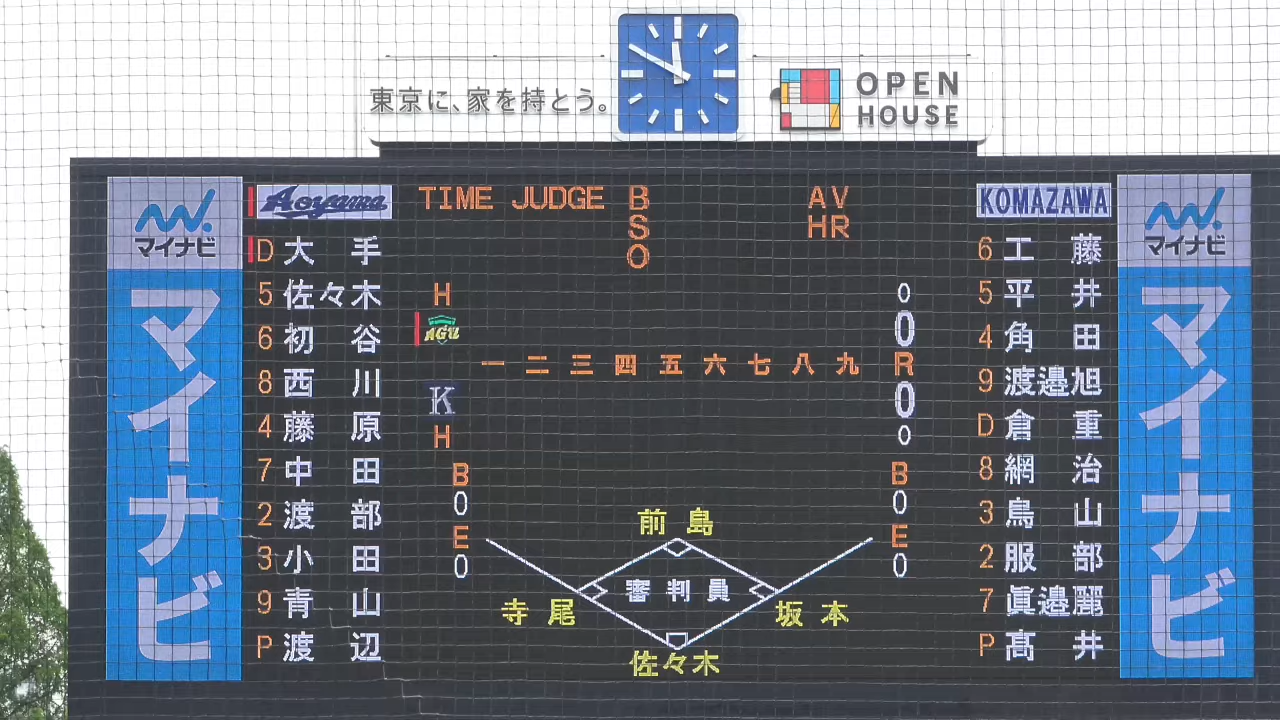 東京に、家を持とう。
OPEN
HOUSE
マイナビ
マイナビ
Aoyama
D 大手
5 佐々木
6 初谷
8 西川
4 藤原
7 中田
2 渡部
3 小田
9 青山
P 渡辺
TIME JUDGE B
S
O
AV
HR
H 0
AGU 0
一 二 三 四 五 六 七 八 九 R
K 0
H 0
B B
0 0
E E
0 0
前島
審判員
寺尾 坂本
佐々木
KOMAZAWA
6 工藤
5 平井
4 角田
9 渡邉旭
D 倉重
8 網治
3 鳥山
2 服部
7 眞邉麗
P 髙井
マイナビ
マイナビ